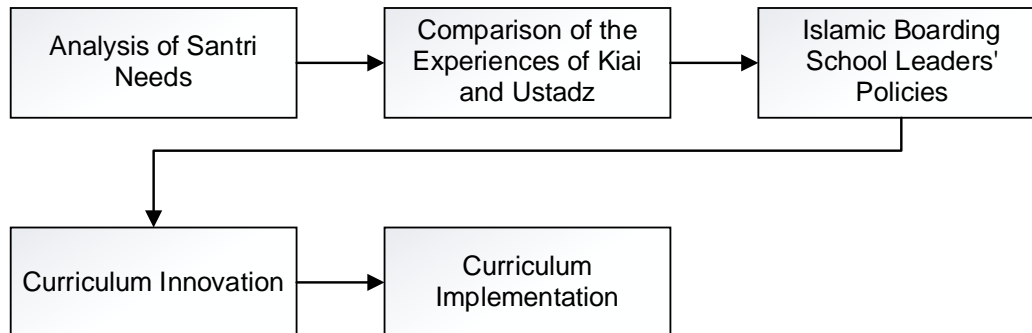 Analysis of Santri
Needs
Comparison of the
Experiences of Kiai
and Ustadz
Islamic Boarding
School Leaders'
Policies
Curriculum Innovation
Curriculum
Implementation